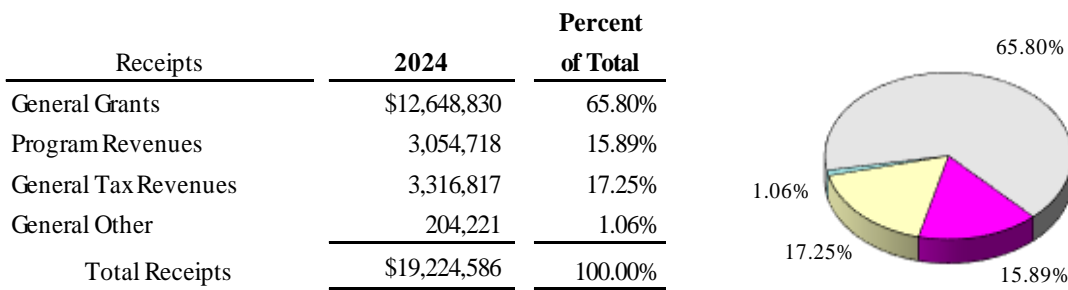 Percent
Receipts 2024 of Total
General Grants $12,648,830 65.80%
Program Revenues 3,054,718 15.89%
General Tax Revenues 3,316,817 17.25%
General Other 204,221 1.06%
Total Receipts $19,224,586 100.00%
65.80%
1.06%
17.25%
15.89%